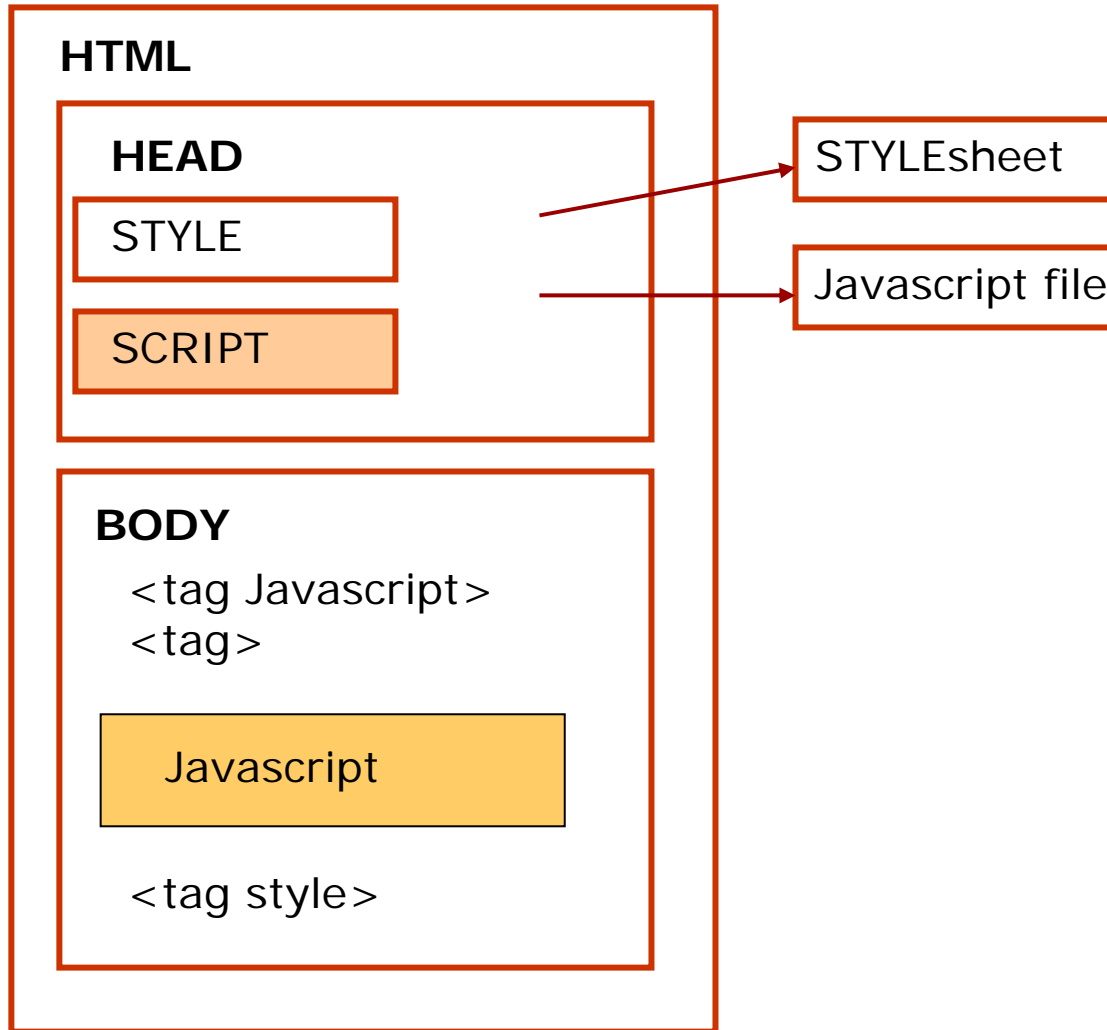 HTML
HEAD
STYLE
SCRIPT
STYLEsheet
Javascript file
BODY
<tag Javascript>
<tag>
Javascript
<tag style>